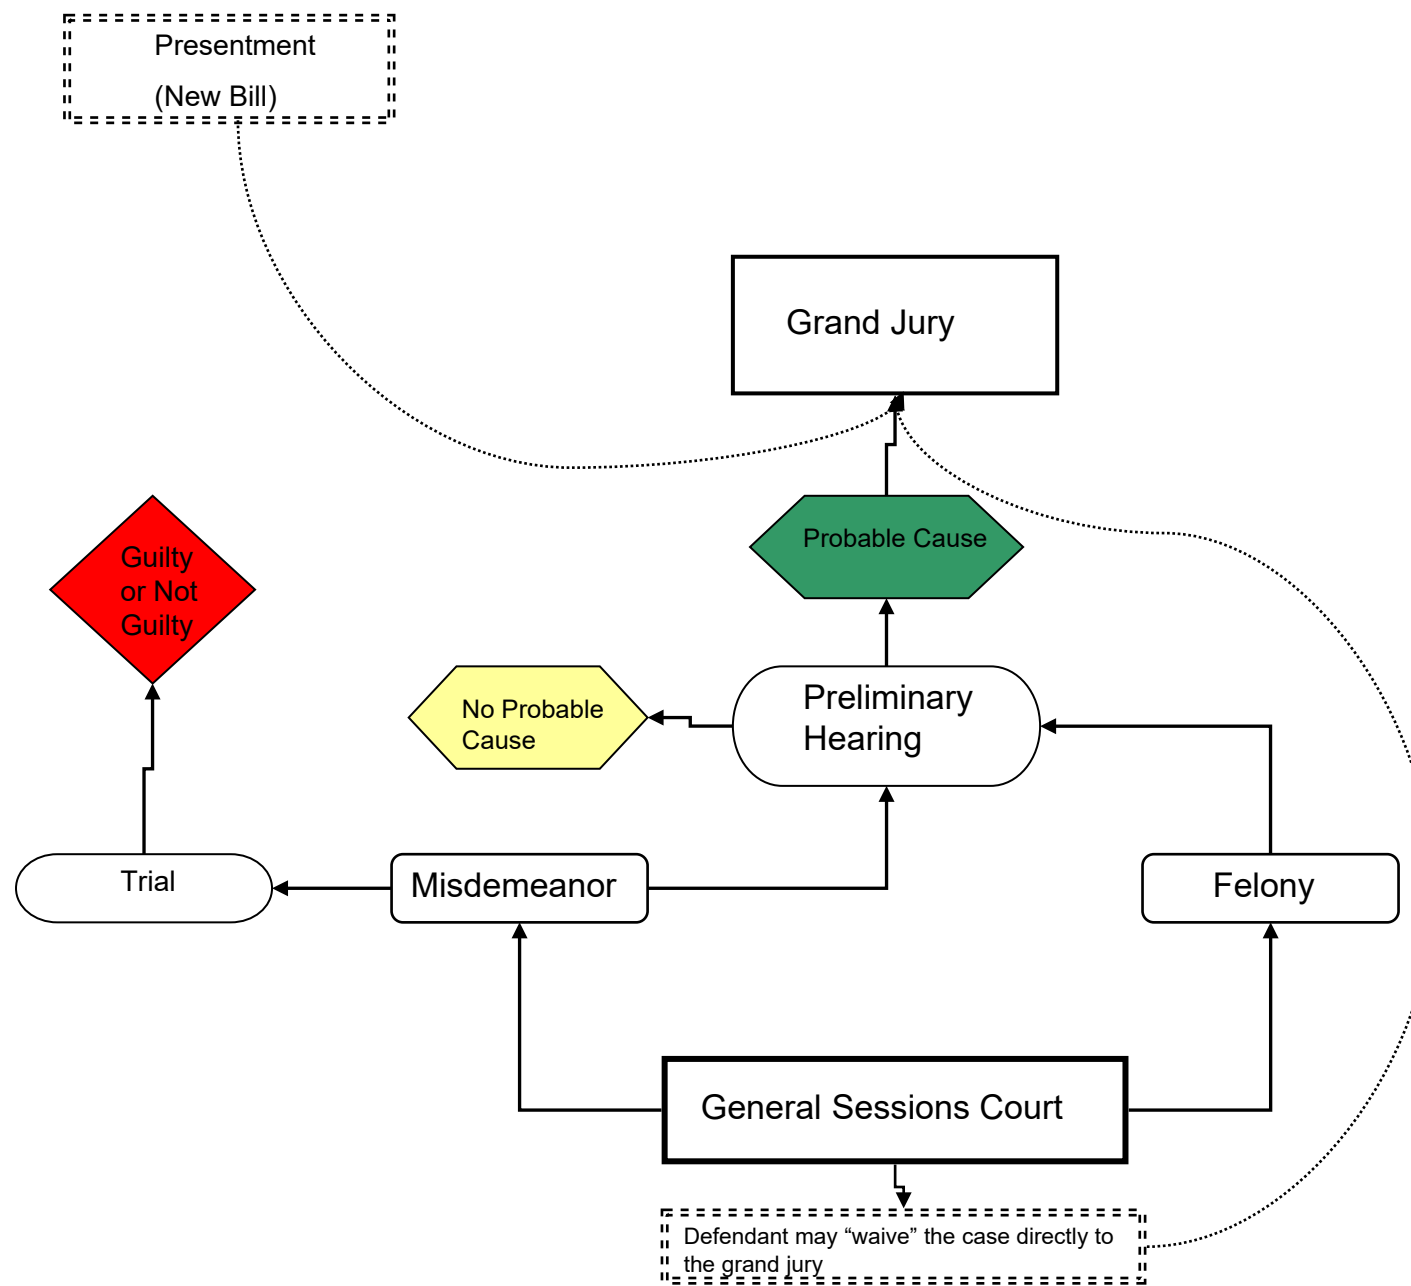 Presentment
(New Bill)
Grand Jury
Probable Cause
Guilty
or Not
Guilty
No Probable
Cause
Preliminary
Hearing
Trial
Misdemeanor
Felony
General Sessions Court
Defendant may “waive” the case directly to
the grand jury